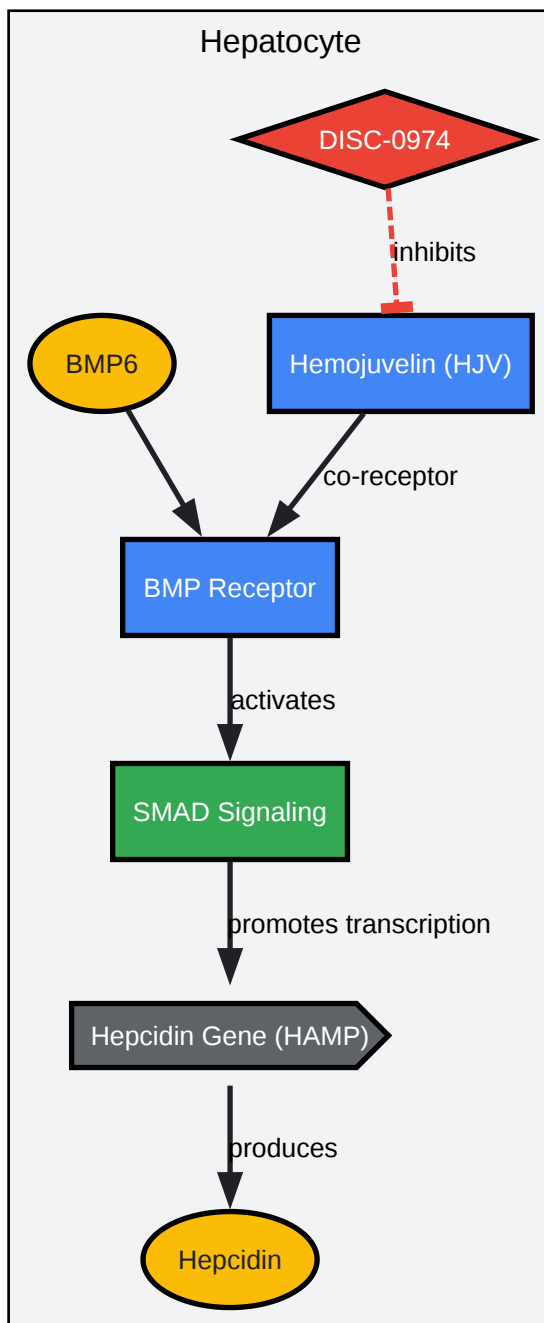 Hepatocyte
DISC-0974
inhibits
BMP6
Hemojuvelin (HJV)
co-receptor
BMP Receptor
activates
SMAD Signaling
promotes transcription
Hepcidin Gene (HAMP)
produces
Hepcidin